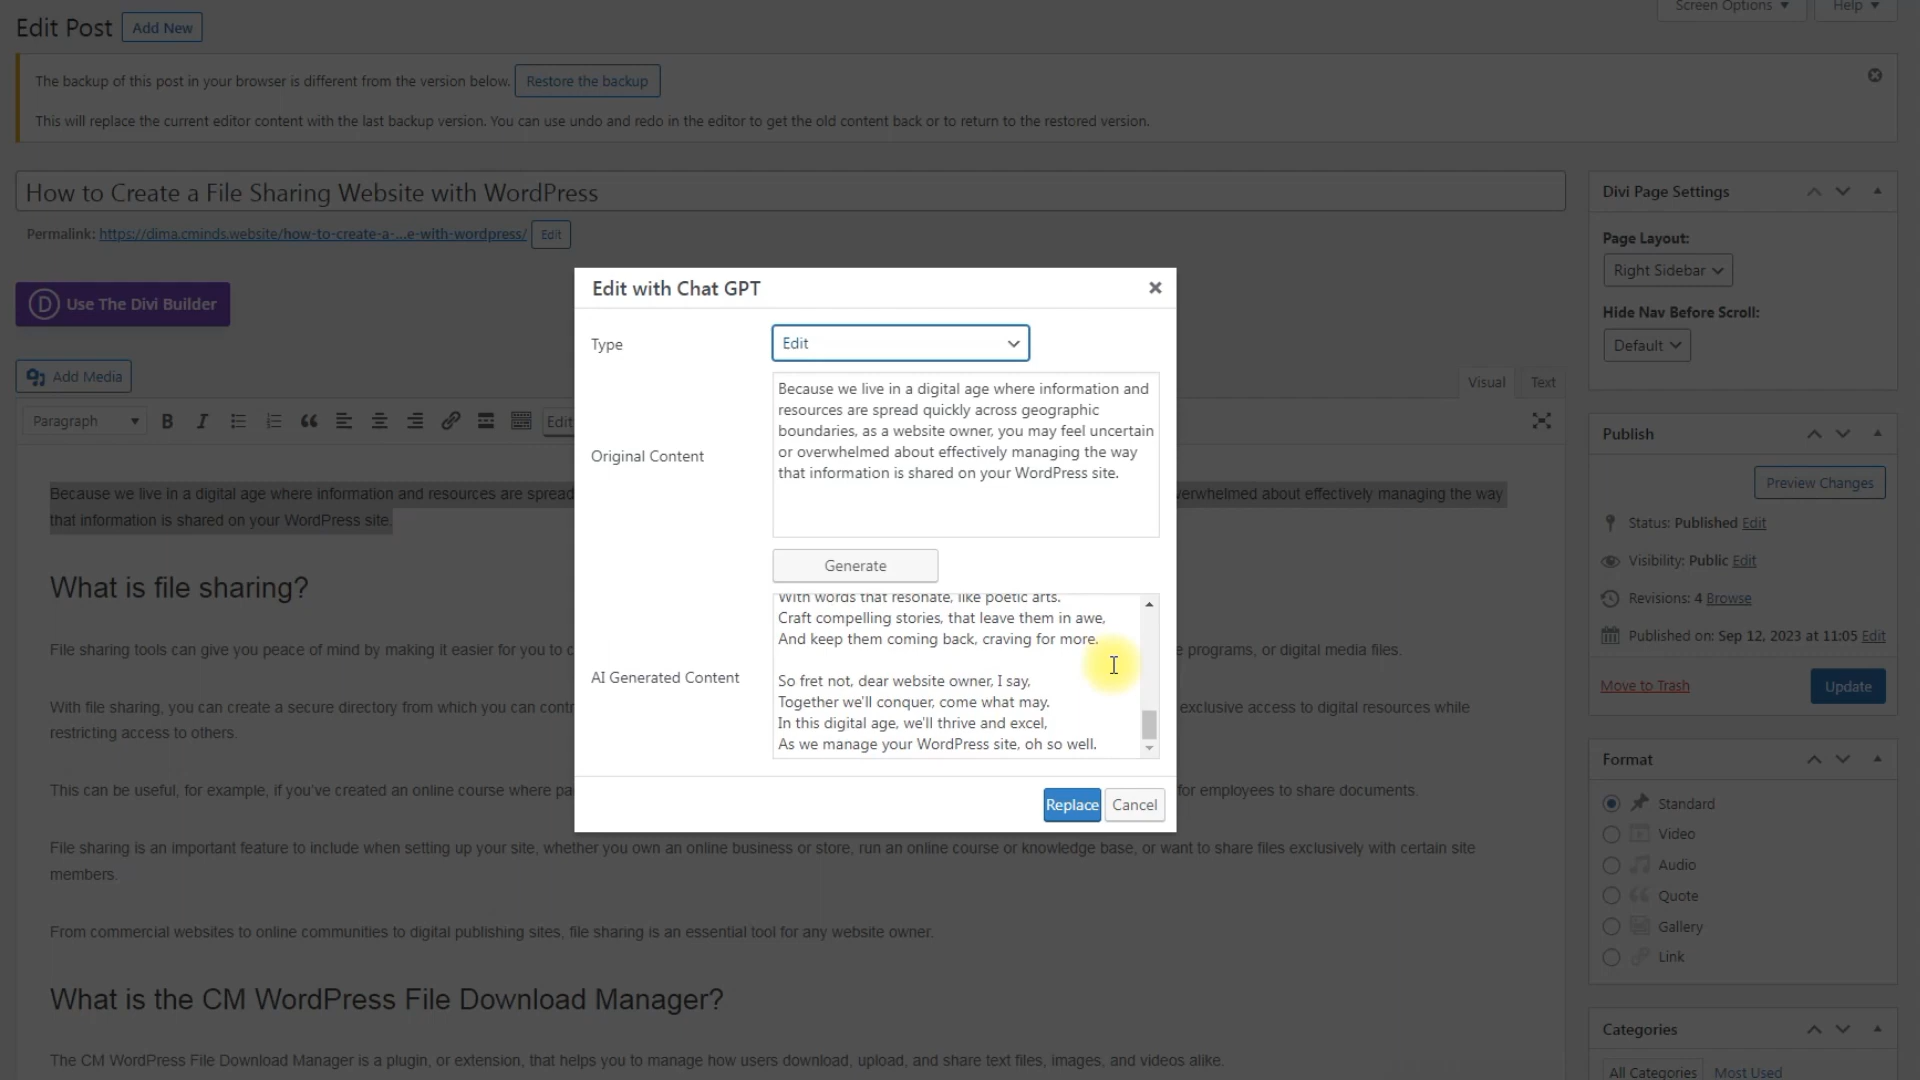 Edit Post Add New
Screen Options Help
The backup of this post in your browser is different from the version below. Restore the backup
This will replace the current editor content with the last backup version. You can use undo and redo in the editor to get the old content back or to return to the restored version.
How to Create a File Sharing Website with WordPress
Permalink: https://dima.cminds.website/how-to-create-a-...e-with-wordpress/ Edit
D Use The Divi Builder
Add Media
Visual Text
Paragraph B I Edit
Because we live in a digital age where information and resources are spread
verwhelmed about effectively managing the way
that information is shared on your WordPress site.
What is file sharing?
File sharing tools can give you peace of mind by making it easier for you to c
e programs, or digital media files.
With file sharing, you can create a secure directory from which you can contr
exclusive access to digital resources while
restricting access to others.
This can be useful, for example, if you've created an online course where pa
for employees to share documents.
File sharing is an important feature to include when setting up your site, whether you own an online business or store, run an online course or knowledge base, or want to share files exclusively with certain site
members.
From commercial websites to online communities to digital publishing sites, file sharing is an essential tool for any website owner.
What is the CM WordPress File Download Manager?
The CM WordPress File Download Manager is a plugin, or extension, that helps you to manage how users download, upload, and share text files, images, and videos alike.
Edit with Chat GPT ×
Type
Edit
Original Content
Because we live in a digital age where information and
resources are spread quickly across geographic
boundaries, as a website owner, you may feel uncertain
or overwhelmed about effectively managing the way
that information is shared on your WordPress site.
Generate
AI Generated Content
With words that resonate, like poetic arts.
Craft compelling stories, that leave them in awe,
And keep them coming back, craving for more.
So fret not, dear website owner, I say,
Together we'll conquer, come what may.
In this digital age, we'll thrive and excel,
As we manage your WordPress site, oh so well.
Replace Cancel
Divi Page Settings
Page Layout:
Right Sidebar
Hide Nav Before Scroll:
Default
Publish
Preview Changes
Status: Published Edit
Visibility: Public Edit
Revisions: 4 Browse
Published on: Sep 12, 2023 at 11:05 Edit
Move to Trash Update
Format
Standard
Video
Audio
Quote
Gallery
Link
Categories
All Categories Most Used